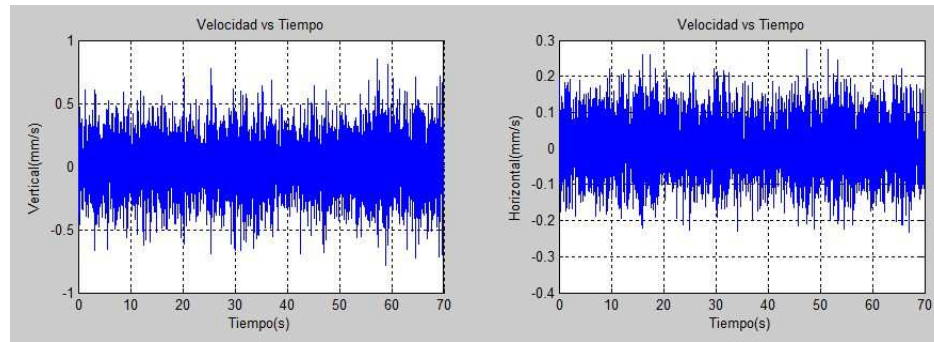 Velocidad vs Tiempo
1
0.5
0
-0.5
-1
Vertical(mm/s)
0 10 20 30 40 50 60 70
Tiempo(s)
Velocidad vs Tiempo
0.3
0.2
0.1
0
-0.1
-0.2
-0.3
-0.4
Horizontal(mm/s)
0 10 20 30 40 50 60 70
Tiempo(s)